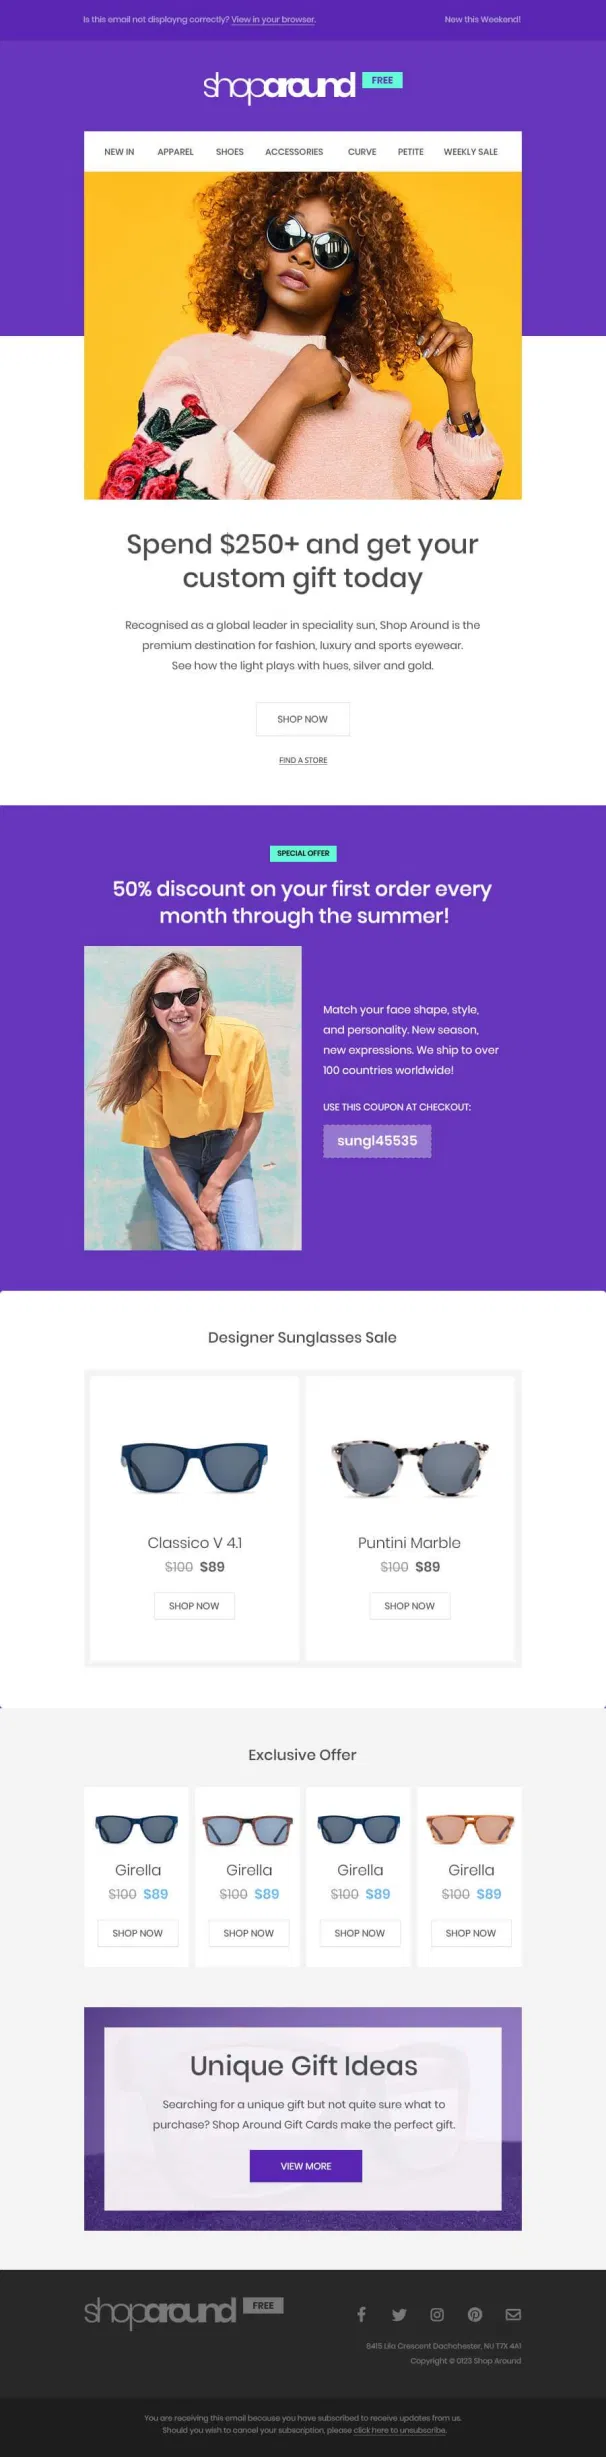 Is this email not displayng correctly? View in your browser.
New this Weekend!
shoparound FREE
NEW IN APPAREL SHOES ACCESSORIES CURVE PETITE WEEKLY SALE
Spend $250+ and get your
custom gift today
Recognised as a global leader in speciality sun, Shop Around is the
premium destination for fashion, luxury and sports eyewear.
See how the light plays with hues, silver and gold.
SHOP NOW
FIND A STORE
SPECIAL OFFER
50% discount on your first order every
month through the summer!
Match your face shape, style,
and personality. New season,
new expressions. We ship to over
100 countries worldwide!
USE THIS COUPON AT CHECKOUT:
sungl45535
Designer Sunglasses Sale
Classico V 4.1
$100 $89
SHOP NOW
Puntini Marble
$100 $89
SHOP NOW
Exclusive Offer
Girella
$100 $89
SHOP NOW
Girella
$100 $89
SHOP NOW
Girella
$100 $89
SHOP NOW
Girella
$100 $89
SHOP NOW
Unique Gift Ideas
Searching for a unique gift but not quite sure what to
purchase? Shop Around Gift Cards make the perfect gift.
VIEW MORE
shoparound FREE
8415 Lila Crescent Dachohester, NU T7X 4A1
Copyright © 0123 Shop Around
You are receiving this email because you have subscribed to receive updates from us.
Should you wish to cancel your subscription, please click here to unsubscribe.